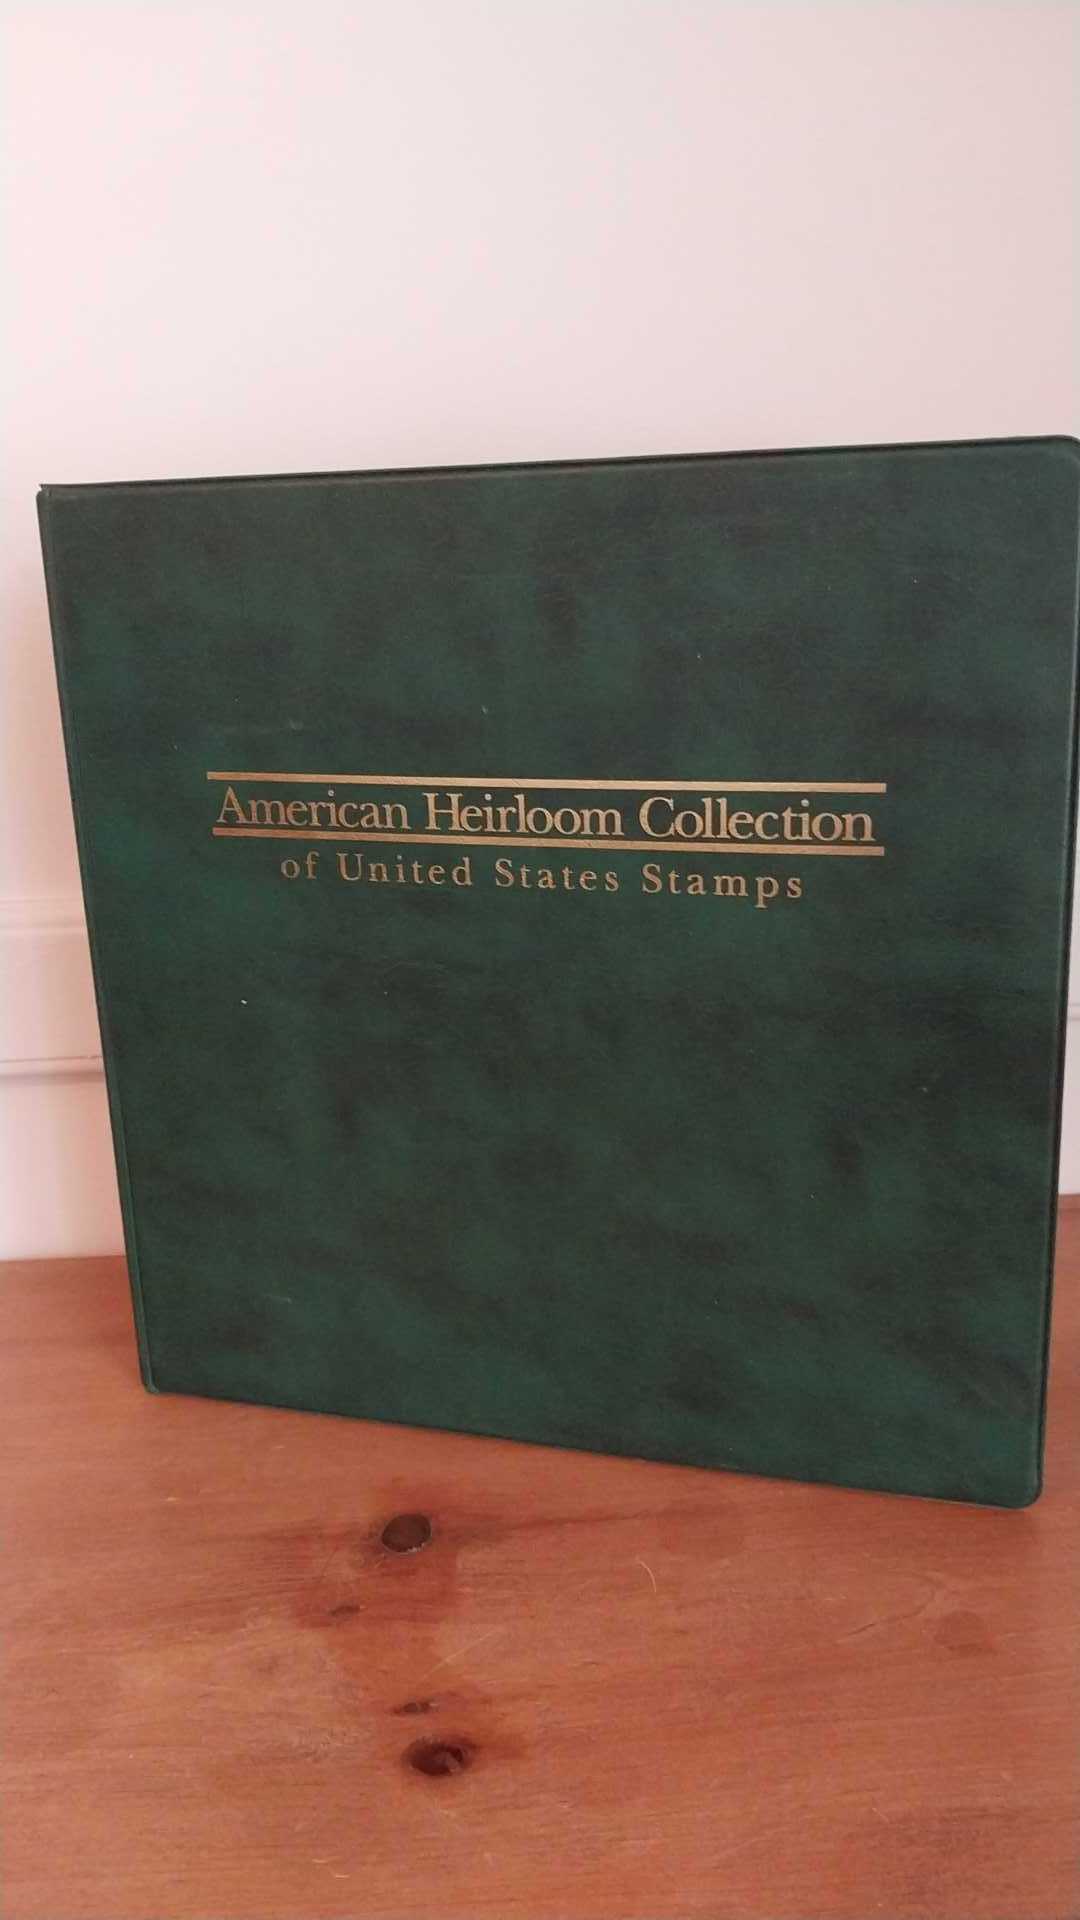 American Heirloom Collection
of United States Stamps